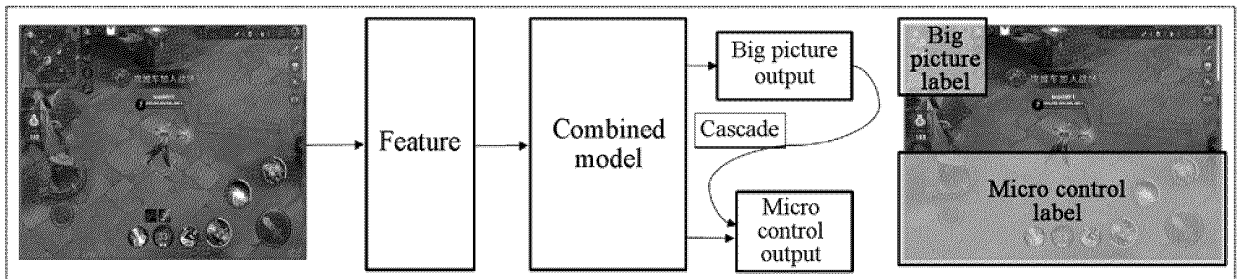 Feature
Combined
model
Big picture
output
Cascade
Micro
control
output
Big
picture
label
Micro control
label